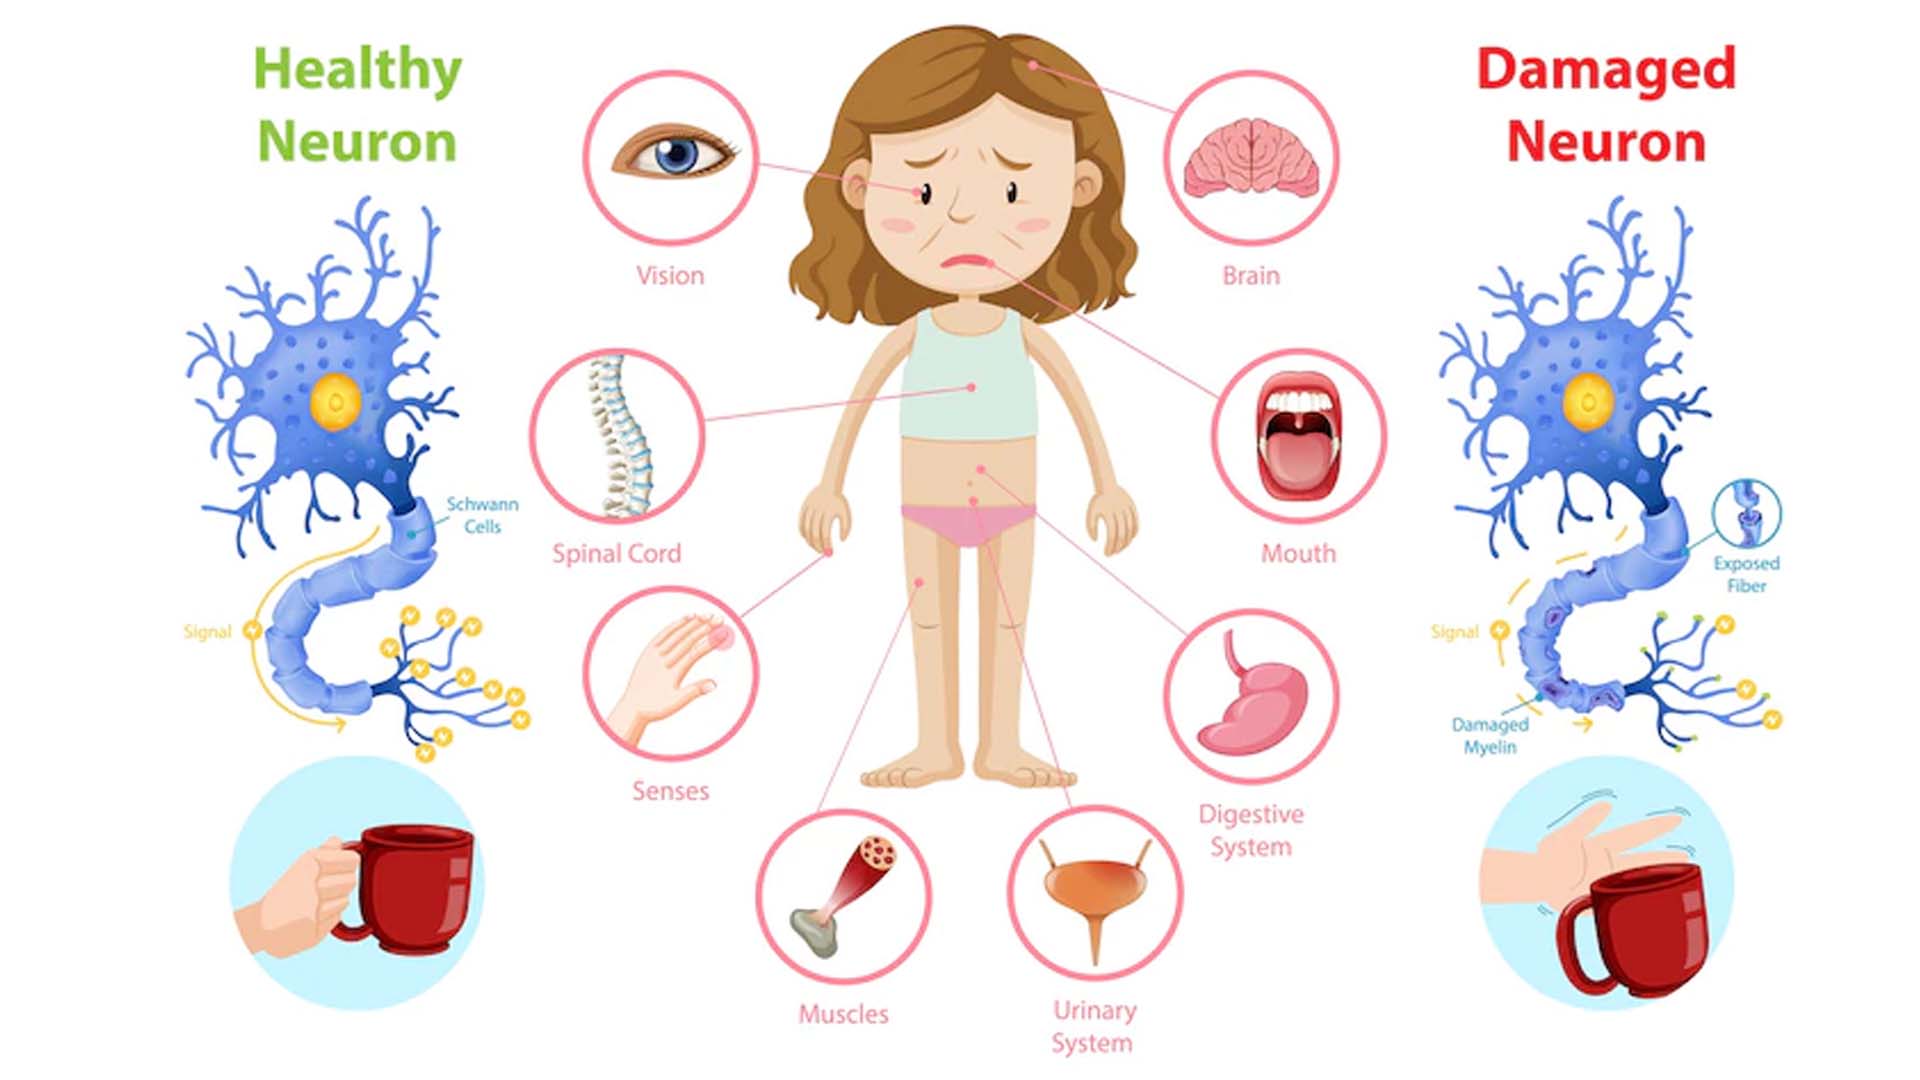 Healthy
Neuron
Schwann
Cells
Signal
Vision
Spinal Cord
Senses
Muscles
Urinary
System
Digestive
System
Mouth
Brain
Damaged
Neuron
Exposed
Fiber
Signal
Damaged
Myelin